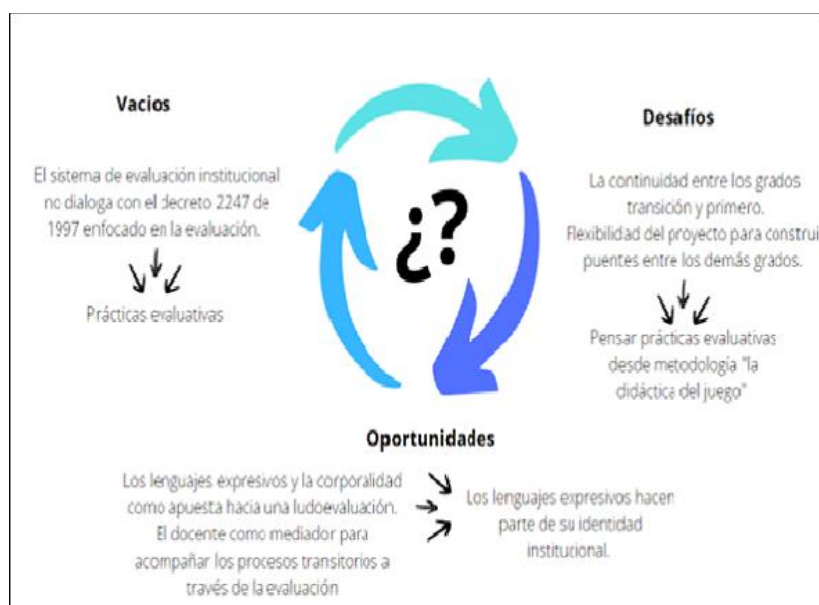 Vacios
El sistema de evaluación institucional
no dialoga con el decreto 2247 de
1997 enfocado en la evaluación.
Prácticas evaluativas
¿?
Desafíos
La continuidad entre los grados
transición y primero.
Flexibilidad del proyecto para construi
puentes entre los demás grados.
Pensar prácticas evaluativas
desde metodología "la
didáctica del juego"
Oportunidades
Los lenguajes expresivos y la corporalidad
como apuesta hacia una ludoevaluación.
El docente como mediador para
acompañar los procesos transitorios a
través de la evaluación
Los lenguajes expresivos hacen
parte de su identidad
institucional.